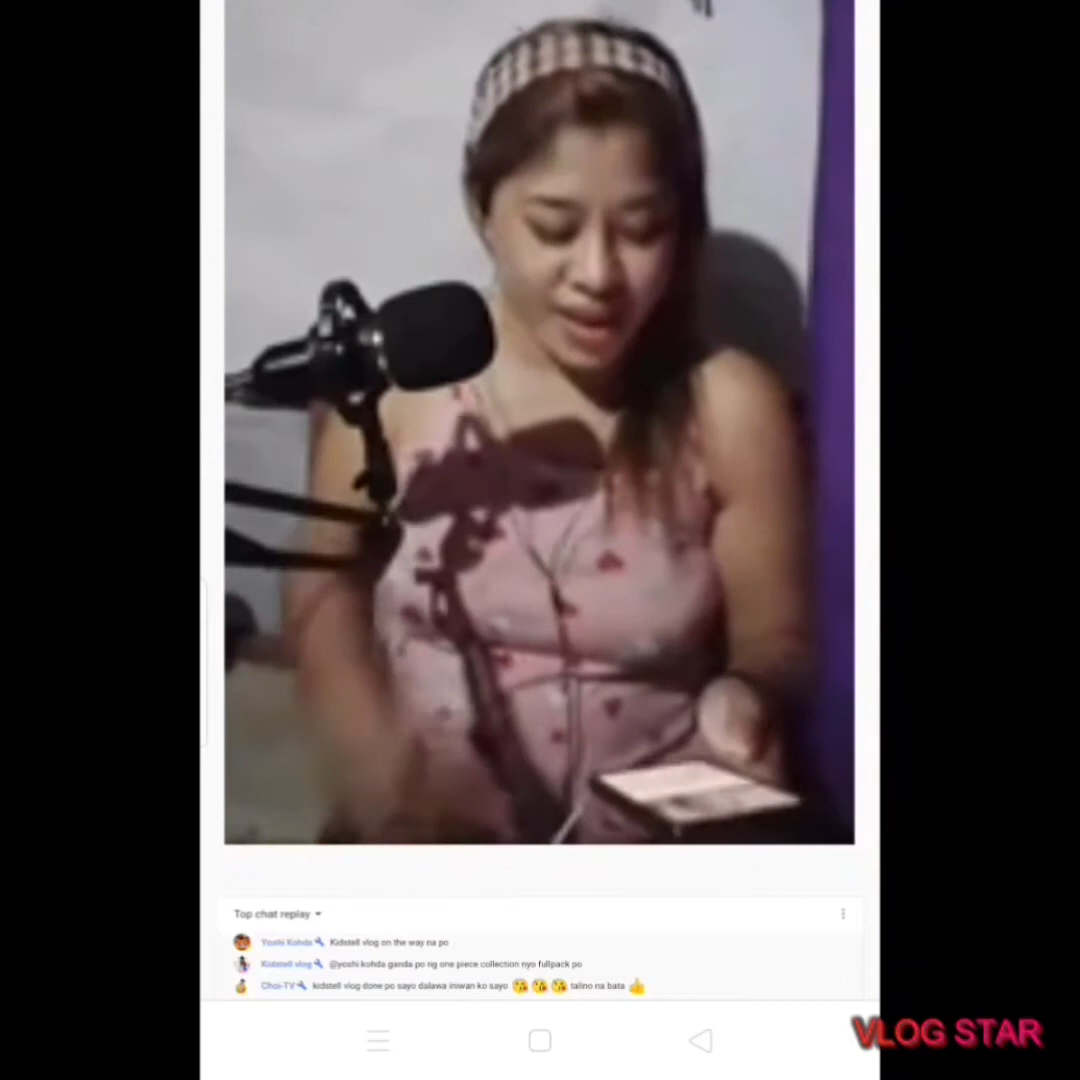 Top chat replay
Yoshi Kohda Kidstell vlog on the way na po
Kidstell vlog @yoshi kohda ganda po ng one piece collection nyo fullpack po
Choi-TV kidstell vlog done po sayo dalawa iniwan ko sayo 😘 😘 😘 talino na bata 👍
VLOG STAR